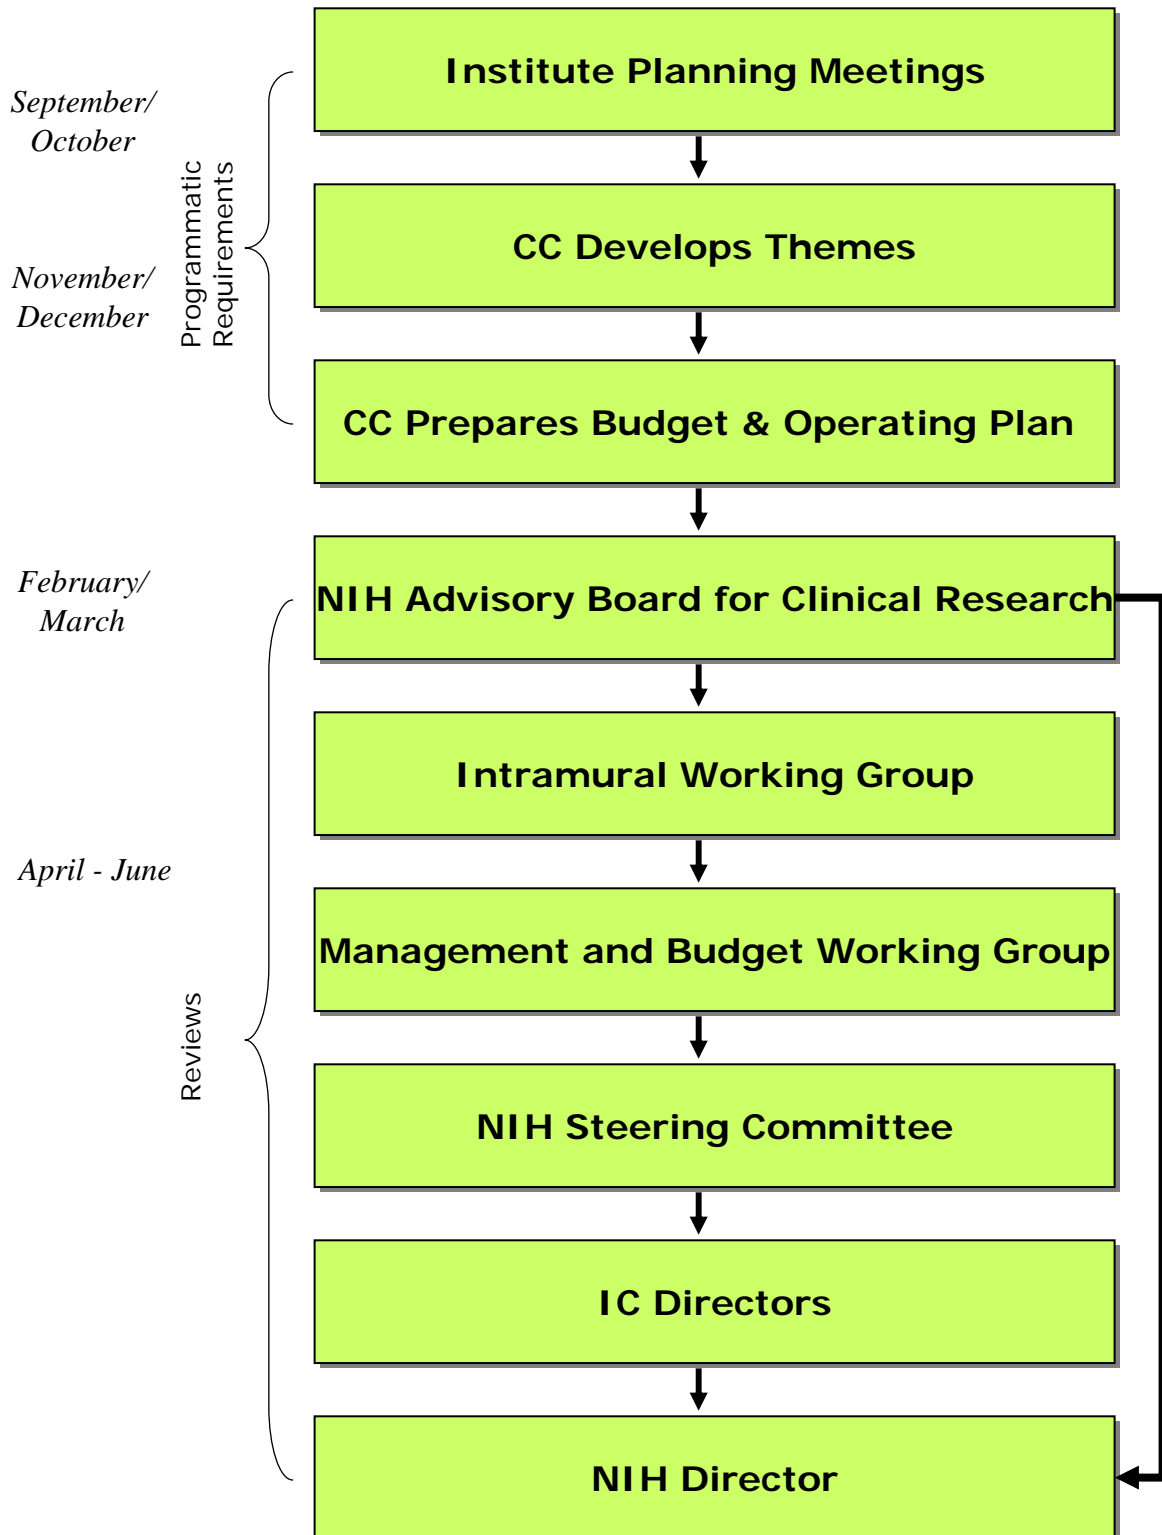 Institute Planning Meetings
September/
October
Programmatic
Requirements
CC Develops Themes
November/
December
CC Prepares Budget & Operating Plan
February/
March
NIH Advisory Board for Clinical Research
Intramural Working Group
April - June
Management and Budget Working Group
Reviews
NIH Steering Committee
IC Directors
NIH Director